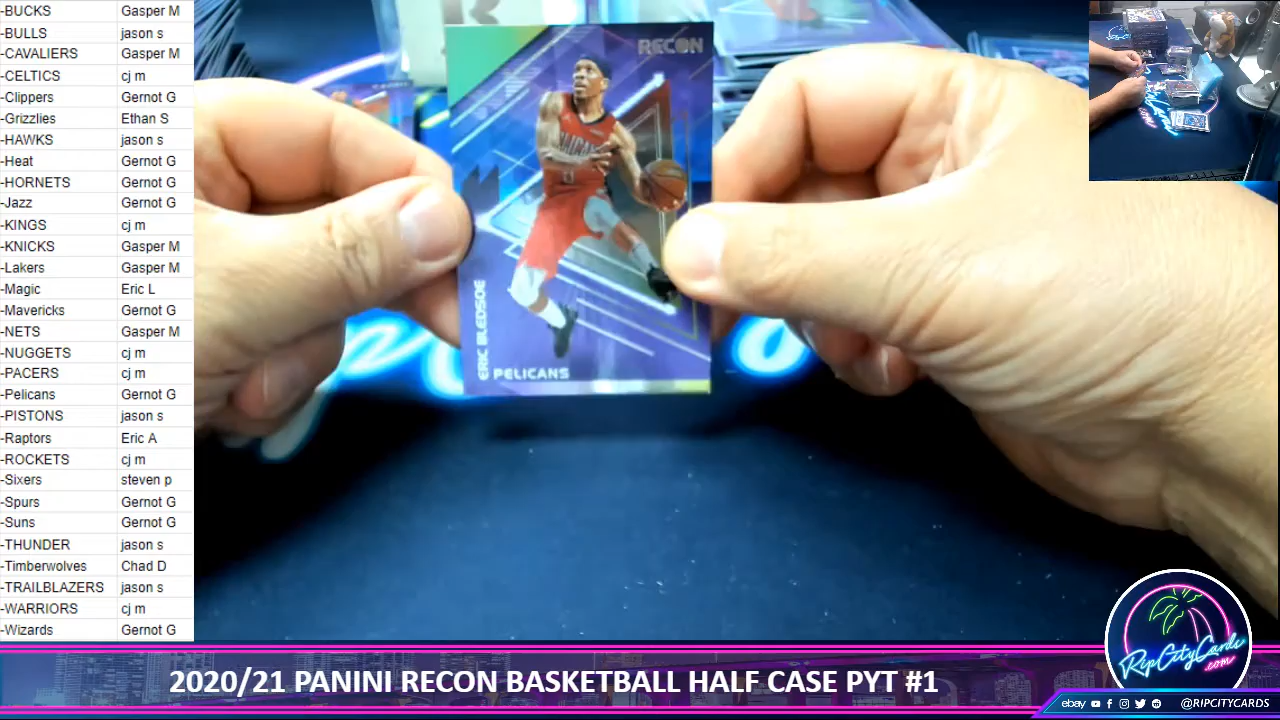 -BUCKS Gasper M
-BULLS jason s
-CAVALIERS Gasper M
-CELTICS cj m
-Clippers Gernot G
-Grizzlies Ethan S
-HAWKS jason s
-Heat Gernot G
-HORNETS Gernot G
-Jazz Gernot G
-KINGS cj m
-KNICKS Gasper M
-Lakers Gasper M
-Magic Eric L
-Mavericks Gernot G
-NETS Gasper M
-NUGGETS cj m
-PACERS cj m
-Pelicans Gernot G
-PISTONS jason s
-Raptors Eric A
-ROCKETS cj m
-Sixers steven p
-Spurs Gernot G
-Suns Gernot G
-THUNDER jason s
-Timberwolves Chad D
-TRAILBLAZERS jason s
-WARRIORS cj m
-Wizards Gernot G
RECON
ERIC BLEDSOE
PELICANS
RipCityCards
.com
2020/21 PANINI RECON BASKETBALL HALF CASE PYT #1
ebay @RIPCITYCARDS